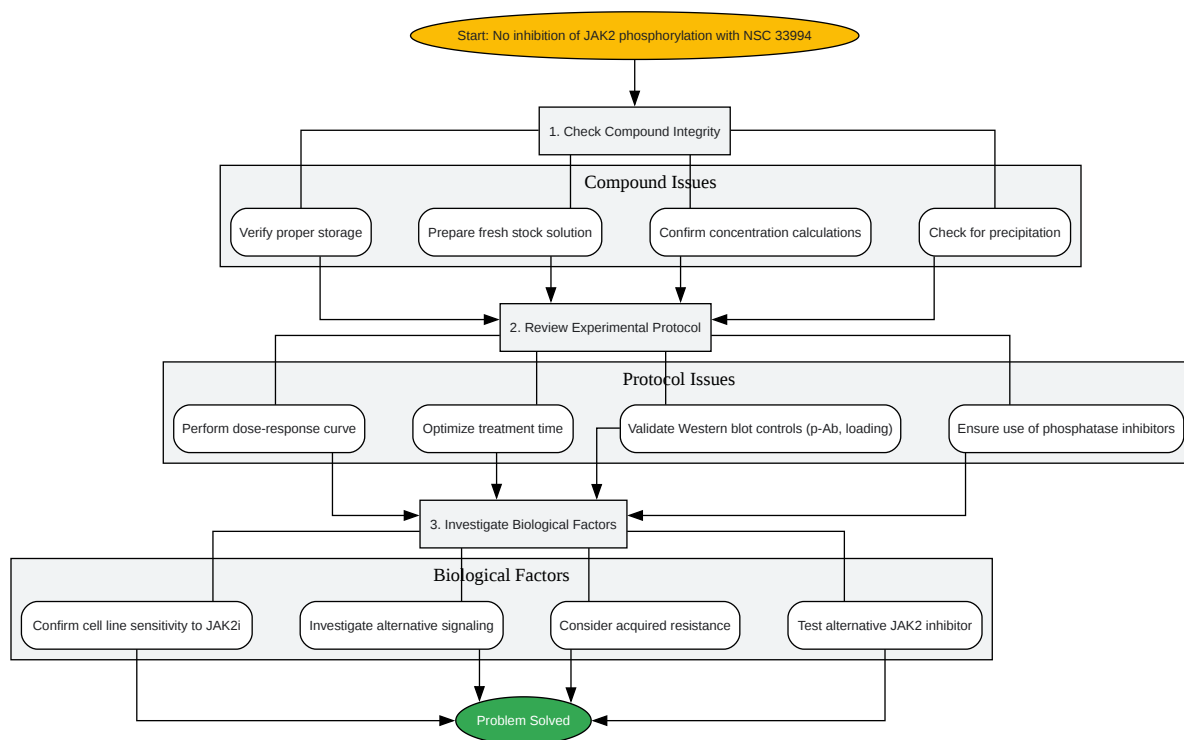 Start: No inhibition of JAK2 phosphorylation with NSC 33994
1. Check Compound Integrity
Compound Issues
Verify proper storage
Prepare fresh stock solution
Confirm concentration calculations
Check for precipitation
2. Review Experimental Protocol
Protocol Issues
Perform dose-response curve
Optimize treatment time
Validate Western blot controls (p-Ab, loading)
Ensure use of phosphatase inhibitors
3. Investigate Biological Factors
Biological Factors
Confirm cell line sensitivity to JAK2i
Investigate alternative signaling
Consider acquired resistance
Test alternative JAK2 inhibitor
Problem Solved